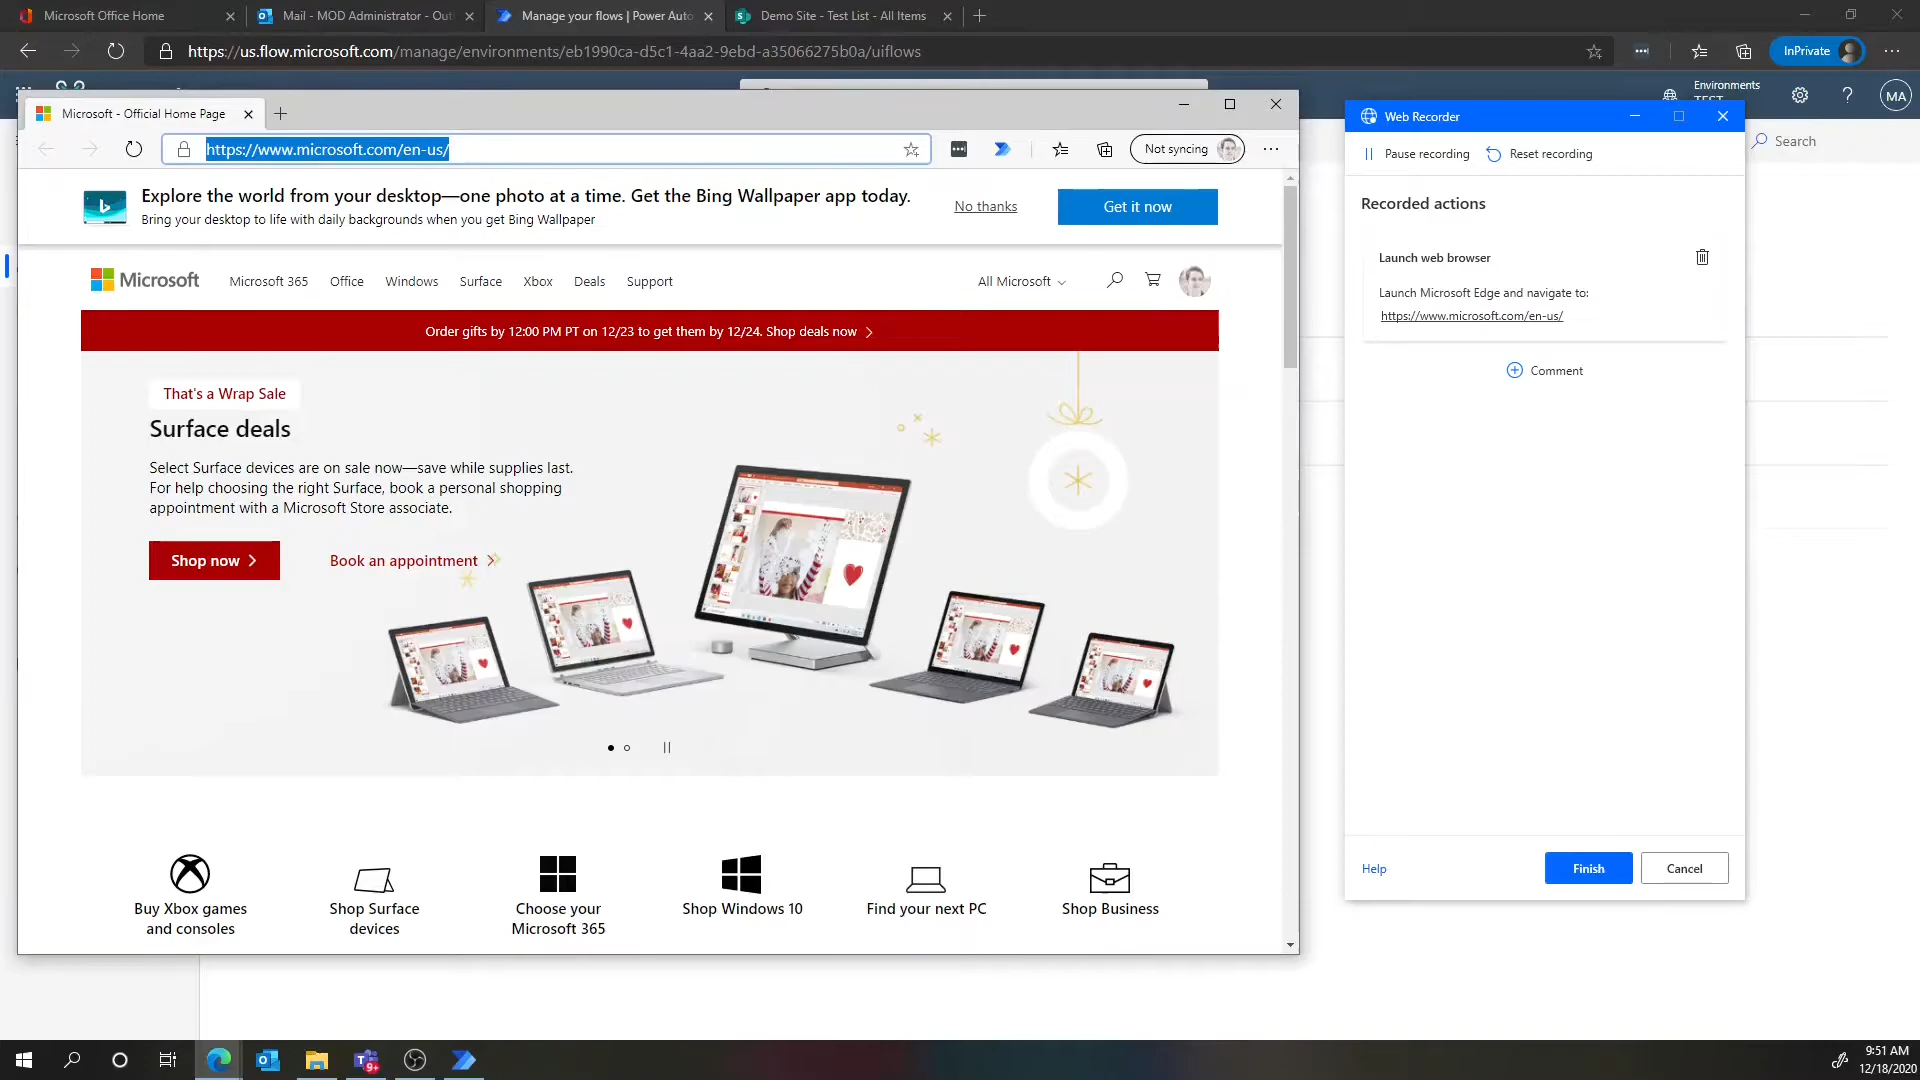 Microsoft Office Home
Mail - MOD Administrator - Out
Manage your flows | Power Auto
Demo Site - Test List - All Items
https://us.flow.microsoft.com/manage/environments/eb1990ca-d5c1-4aa2-9ebd-a35066275b0a/uiflows
InPrivate
Environments
MA
Search
Microsoft - Official Home Page
https://www.microsoft.com/en-us/
Not syncing
Explore the world from your desktop—one photo at a time. Get the Bing Wallpaper app today.
Bring your desktop to life with daily backgrounds when you get Bing Wallpaper
No thanks
Get it now
Microsoft
Microsoft 365
Office
Windows
Surface
Xbox
Deals
Support
All Microsoft
Order gifts by 12:00 PM PT on 12/23 to get them by 12/24. Shop deals now
That's a Wrap Sale
Surface deals
Select Surface devices are on sale now—save while supplies last.
For help choosing the right Surface, book a personal shopping
appointment with a Microsoft Store associate.
Shop now
Book an appointment
Buy Xbox games
and consoles
Shop Surface
devices
Choose your
Microsoft 365
Shop Windows 10
Find your next PC
Shop Business
Web Recorder
Pause recording
Reset recording
Recorded actions
Launch web browser
Launch Microsoft Edge and navigate to:
https://www.microsoft.com/en-us/
Comment
Help
Finish
Cancel
9+
9:51 AM
12/18/2020